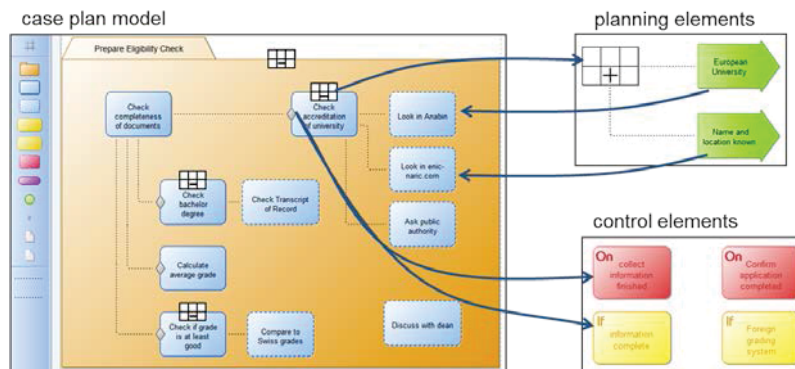 case plan model
planning elements
Prepare Eligibility Check
Check
completeness
of documents
Check
accreditation
of university
Look in Anabin
Look in enic-
naric.com
Ask public
authority
Check
bachelor
degree
Check Transcript
of Record
Calculate
average grade
Check if grade
is at least
good
Compare to
Swiss grades
Discuss with dean
European
University
Name and
location known
control elements
On
collect
information
finished
On
Confirm
application
completed
If
information
complete
If
Foreign
grading
system